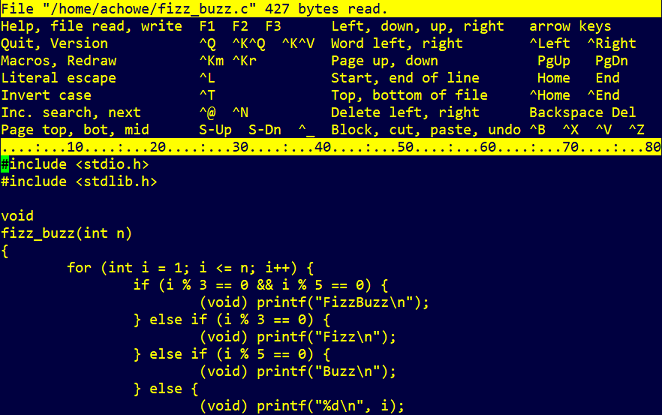 File "/home/achowe/fizz_buzz.c" 427 bytes read.
Help, file read, write  F1  F2  F3      Left, down, up, right   arrow keys
Quit, Version           ^Q  ^K^Q  ^K^V  Word left, right        ^Left  ^Right
Macros, Redraw          ^Km ^Kr         Page up, down            PgUp   PgDn
Literal escape          ^L              Start, end of line       Home   End
Invert case             ^T              Top, bottom of file     ^Home  ^End
Inc. search, next       ^@  ^N          Delete left, right      Backspace Del
Page top, bot, mid      S-Up  S-Dn  ^_  Block, cut, paste, undo ^B  ^X  ^V  ^Z
....:...10....:...20....:...30....:...40....:...50....:...60....:...70....:...80
#include <stdio.h>
#include <stdlib.h>

void
fizz_buzz(int n)
{
        for (int i = 1; i <= n; i++) {
                if (i % 3 == 0 && i % 5 == 0) {
                        (void) printf("FizzBuzz\n");
                } else if (i % 3 == 0) {
                        (void) printf("Fizz\n");
                } else if (i % 5 == 0) {
                        (void) printf("Buzz\n");
                } else {
                        (void) printf("%d\n", i);